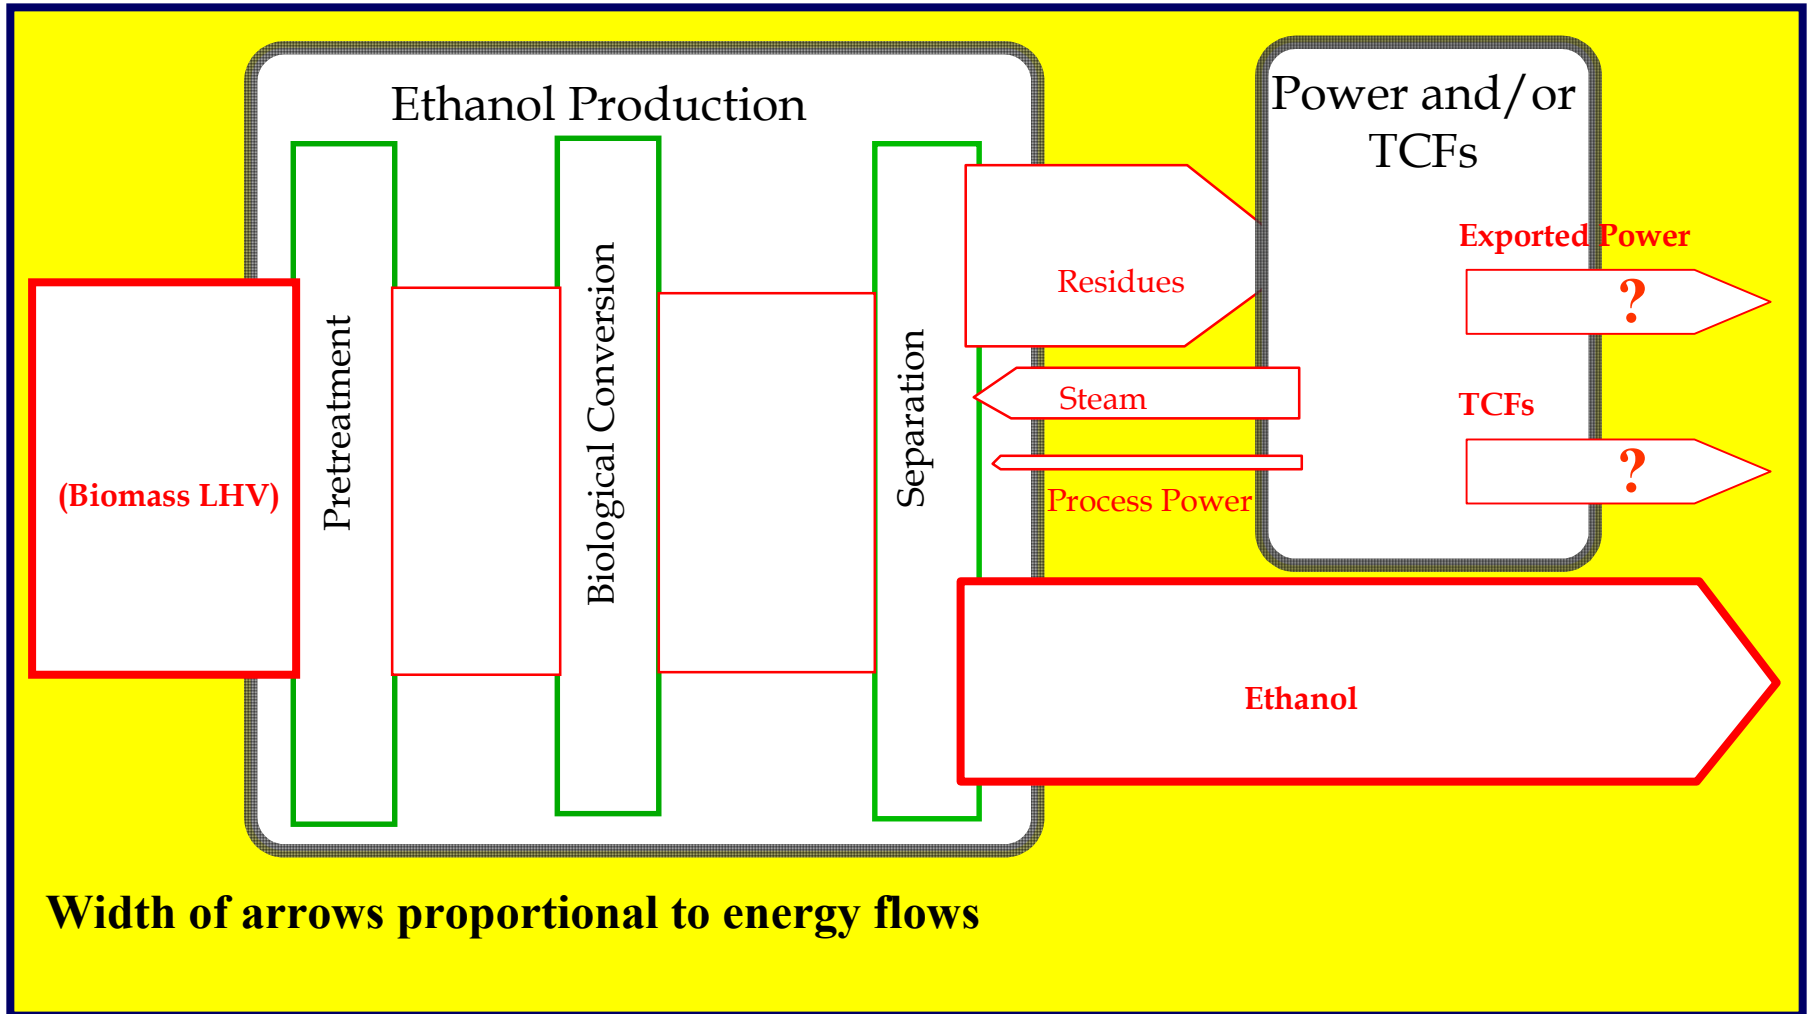 Ethanol Production
Power and/or
TCFs
(Biomass LHV)
Pretreatment
Biological Conversion
Separation
Residues
Steam
Process Power
Exported Power
?
TCFs
?
Ethanol
Width of arrows proportional to energy flows